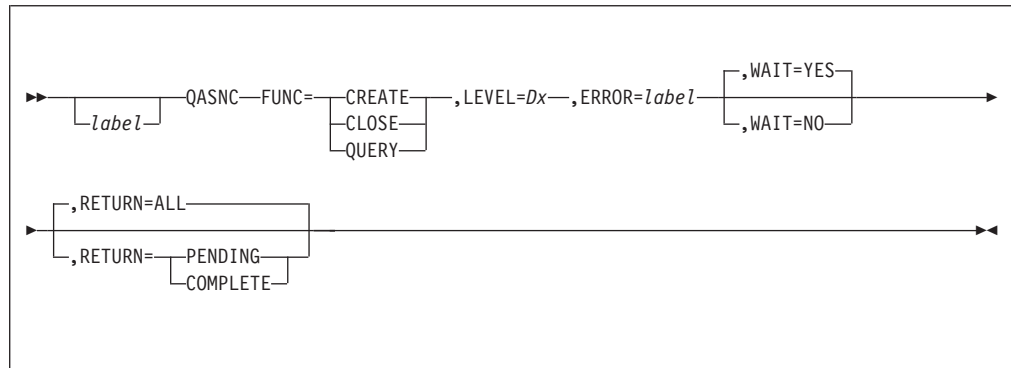 ,WAIT=YES
QASNC FUNC= CREATE ,LEVEL=Dx ,ERROR=label
label CLOSE ,WAIT=NO
QUERY
,RETURN=ALL
,RETURN= PENDING
COMPLETE